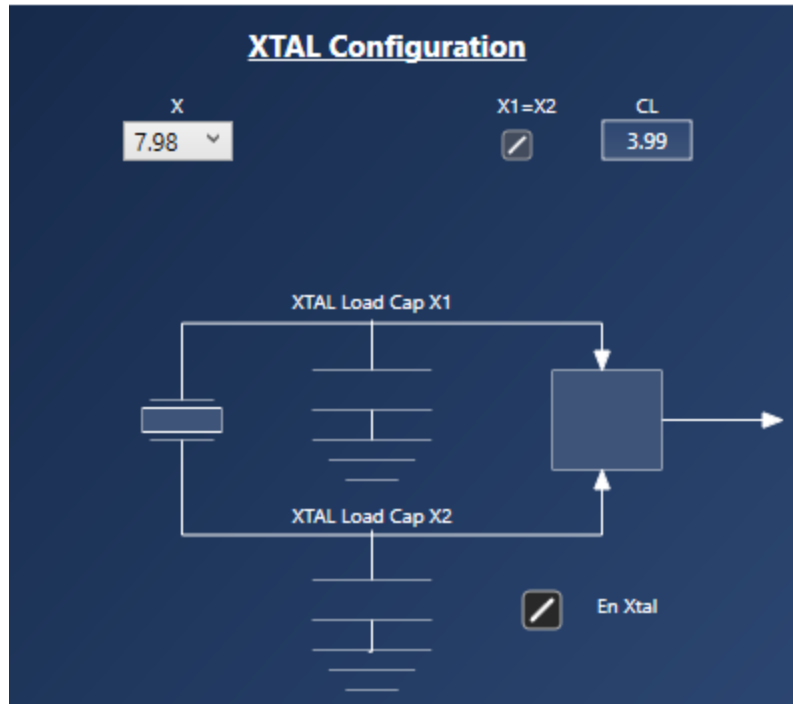 XTAL Configuration
X X1=X2 CL
7.98 3.99
XTAL Load Cap X1
XTAL Load Cap X2
En Xtal